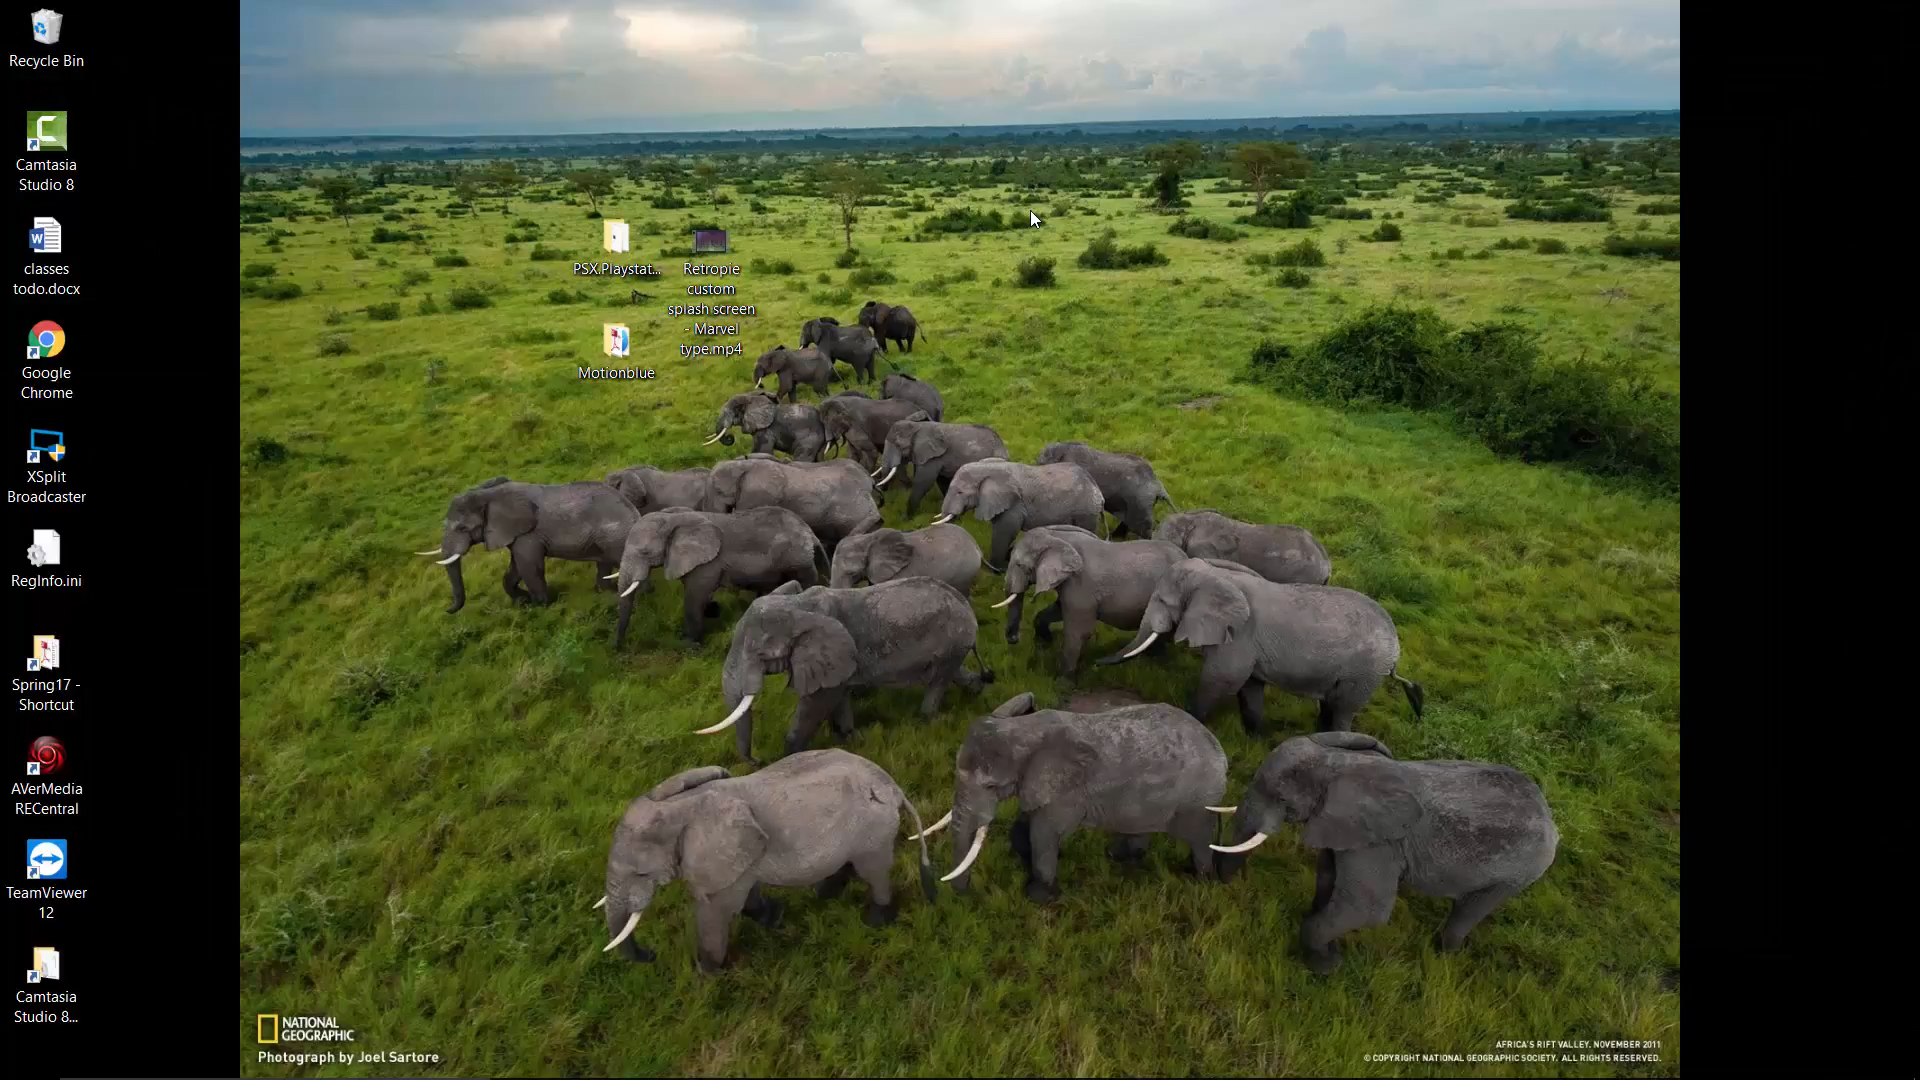 Recycle Bin
Camtasia
Studio 8
classes
todo.docx
Google
Chrome
XSplit
Broadcaster
RegInfo.ini
Spring17 -
Shortcut
AVerMedia
RECentral
TeamViewer
12
Camtasia
Studio 8...
PSX.Playstat...
Motionblue
Retropie
custom
splash screen
- Marvel
type.mp4
NATIONAL
GEOGRAPHIC
Photograph by Joel Sartore
AFRICA'S RIFT VALLEY, NOVEMBER 2011
© COPYRIGHT NATIONAL GEOGRAPHIC SOCIETY. ALL RIGHTS RESERVED.